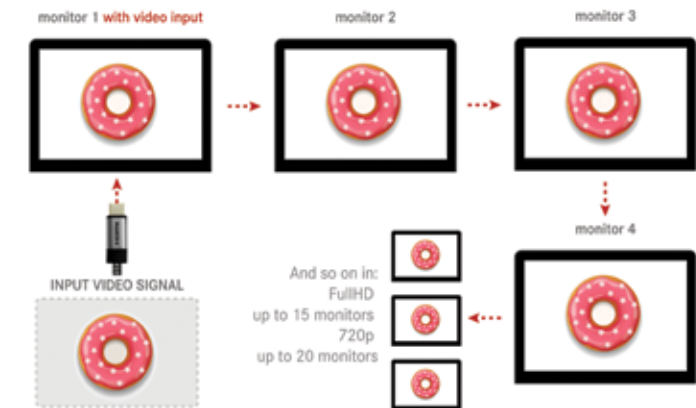 monitor 1 with video input
monitor 2
monitor 3
monitor 4
INPUT VIDEO SIGNAL
And so on in:
FullHD
up to 15 monitors
720p
up to 20 monitors